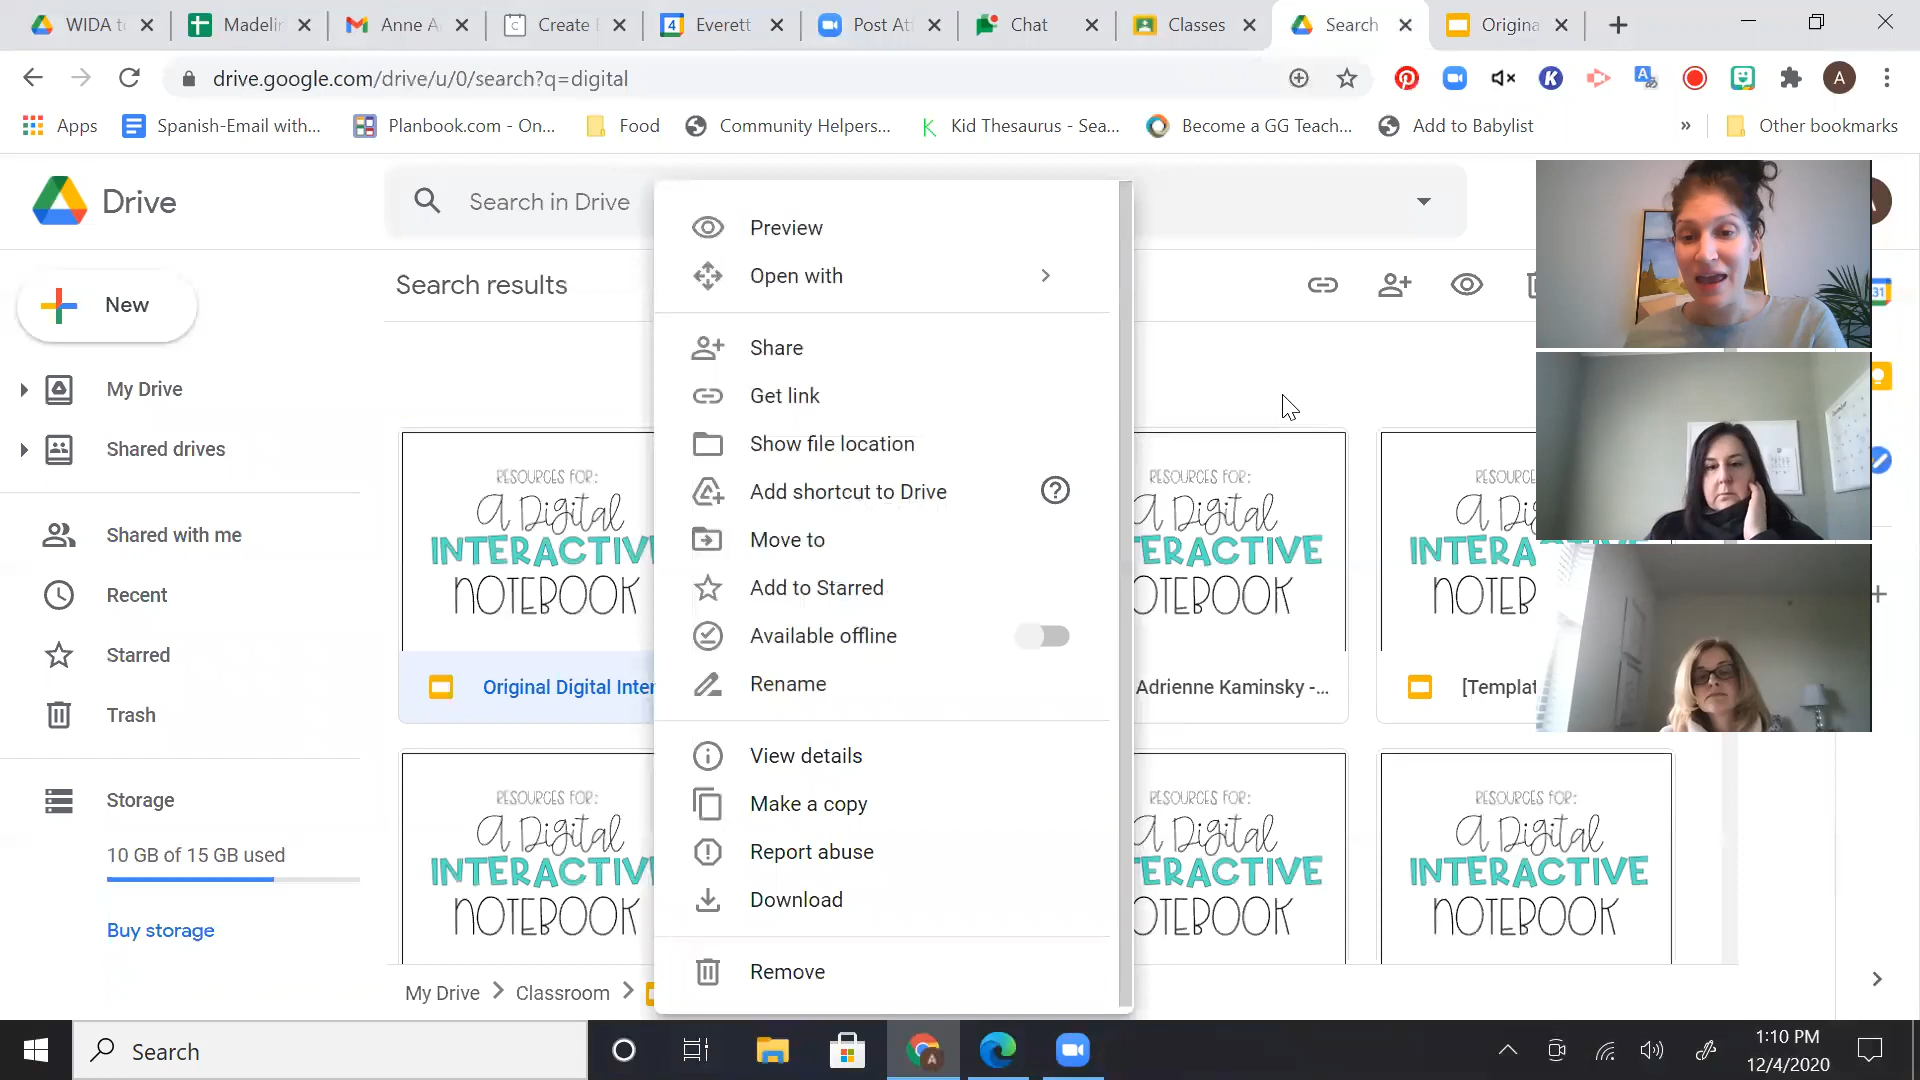 WIDA to
Madelin
Anne A
Create
Everett
Post Att
Chat
Classes
Search
Origina
drive.google.com/drive/u/0/search?q=digital
Apps
Spanish-Email with...
Planbook.com - On...
Food
Community Helpers...
Kid Thesaurus - Sea...
Become a GG Teach...
Add to Babylist
»
Other bookmarks
Drive
Search in Drive
New
Search results
My Drive
Shared drives
Shared with me
Recent
Starred
Trash
Storage
10 GB of 15 GB used
Buy storage
Preview
Open with
Share
Get link
Show file location
Add shortcut to Drive
Move to
Add to Starred
Available offline
Rename
View details
Make a copy
Report abuse
Download
Remove
RESOURCES FOR:
A Digital
INTERACTIVE
NOTEBOOK
Original Digital Inter
RESOURCES FOR:
A Digital
ERACTIVE
OTEBOOK
Adrienne Kaminsky -...
RESOURC
A Di
INTERA
NOTEB
[Templat
RESOURCES FOR:
A Digital
INTERACTIVE
NOTEBOOK
RESOURCES FOR:
A Digital
ERACTIVE
OTEBOOK
RESOURCES FOR:
A Digital
INTERACTIVE
NOTEBOOK
My Drive > Classroom >
Search
1:10 PM
12/4/2020